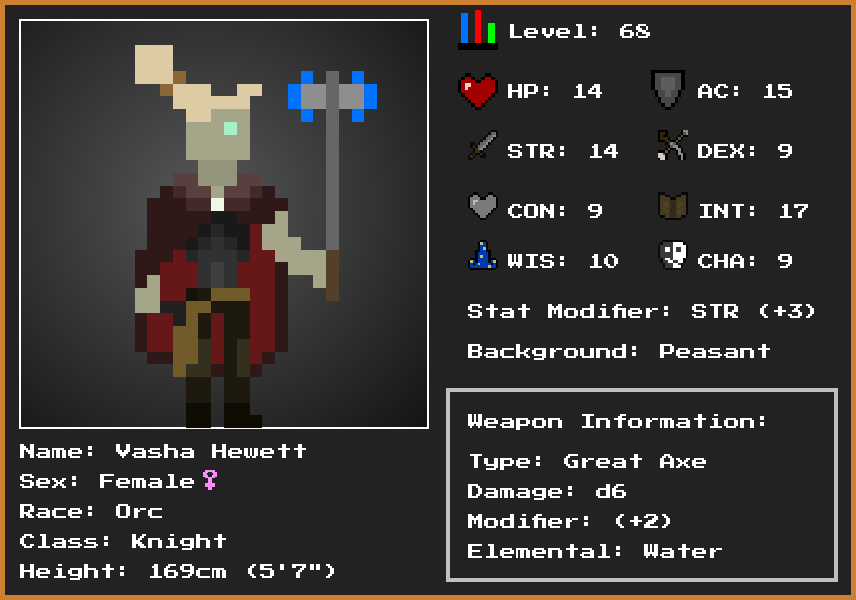 Level: 68
HP: 14
AC: 15
STR: 14
DEX: 9
CON: 9
INT: 17
WIS: 10
CHA: 9
Stat Modifier: STR (+3)
Background: Peasant
Weapon Information:
Type: Great Axe
Damage: d6
Modifier: (+2)
Elemental: Water
Name: Vasha Hewett
Sex: Female♀
Race: Orc
Class: Knight
Height: 169cm (5'7")